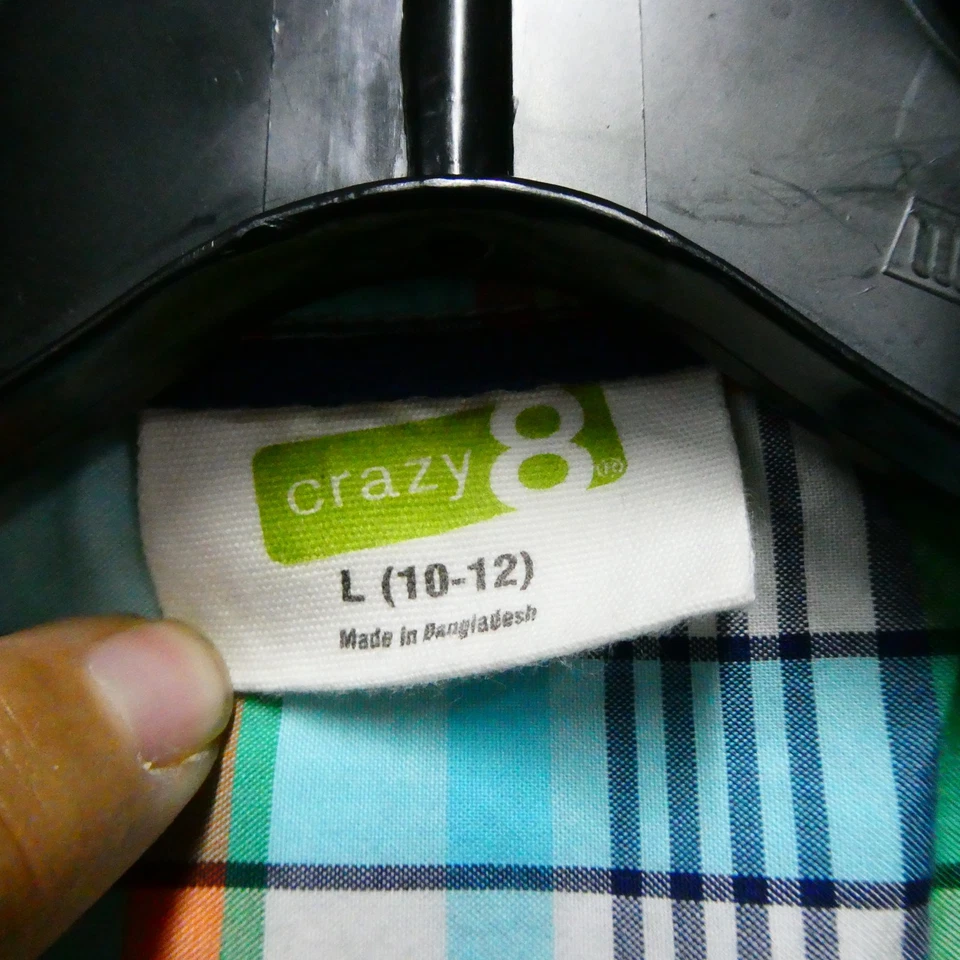 crazy 8®
L (10-12)
Made in Bangladesh